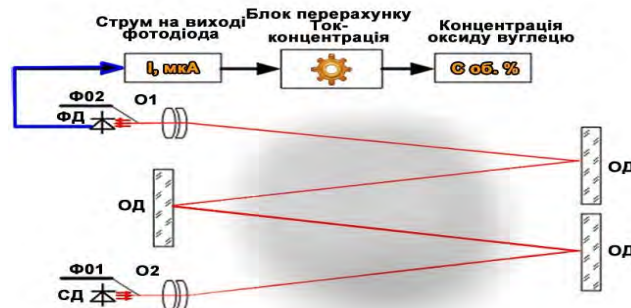 Струм на виході
фотодіода
Блок перерахунку
Ток-
концентрація
Концентрація
оксиду вуглецю
I, мкА
С об. %
Ф02
О1
ФД
ОД
ОД
ОД
Ф01
О2
СД